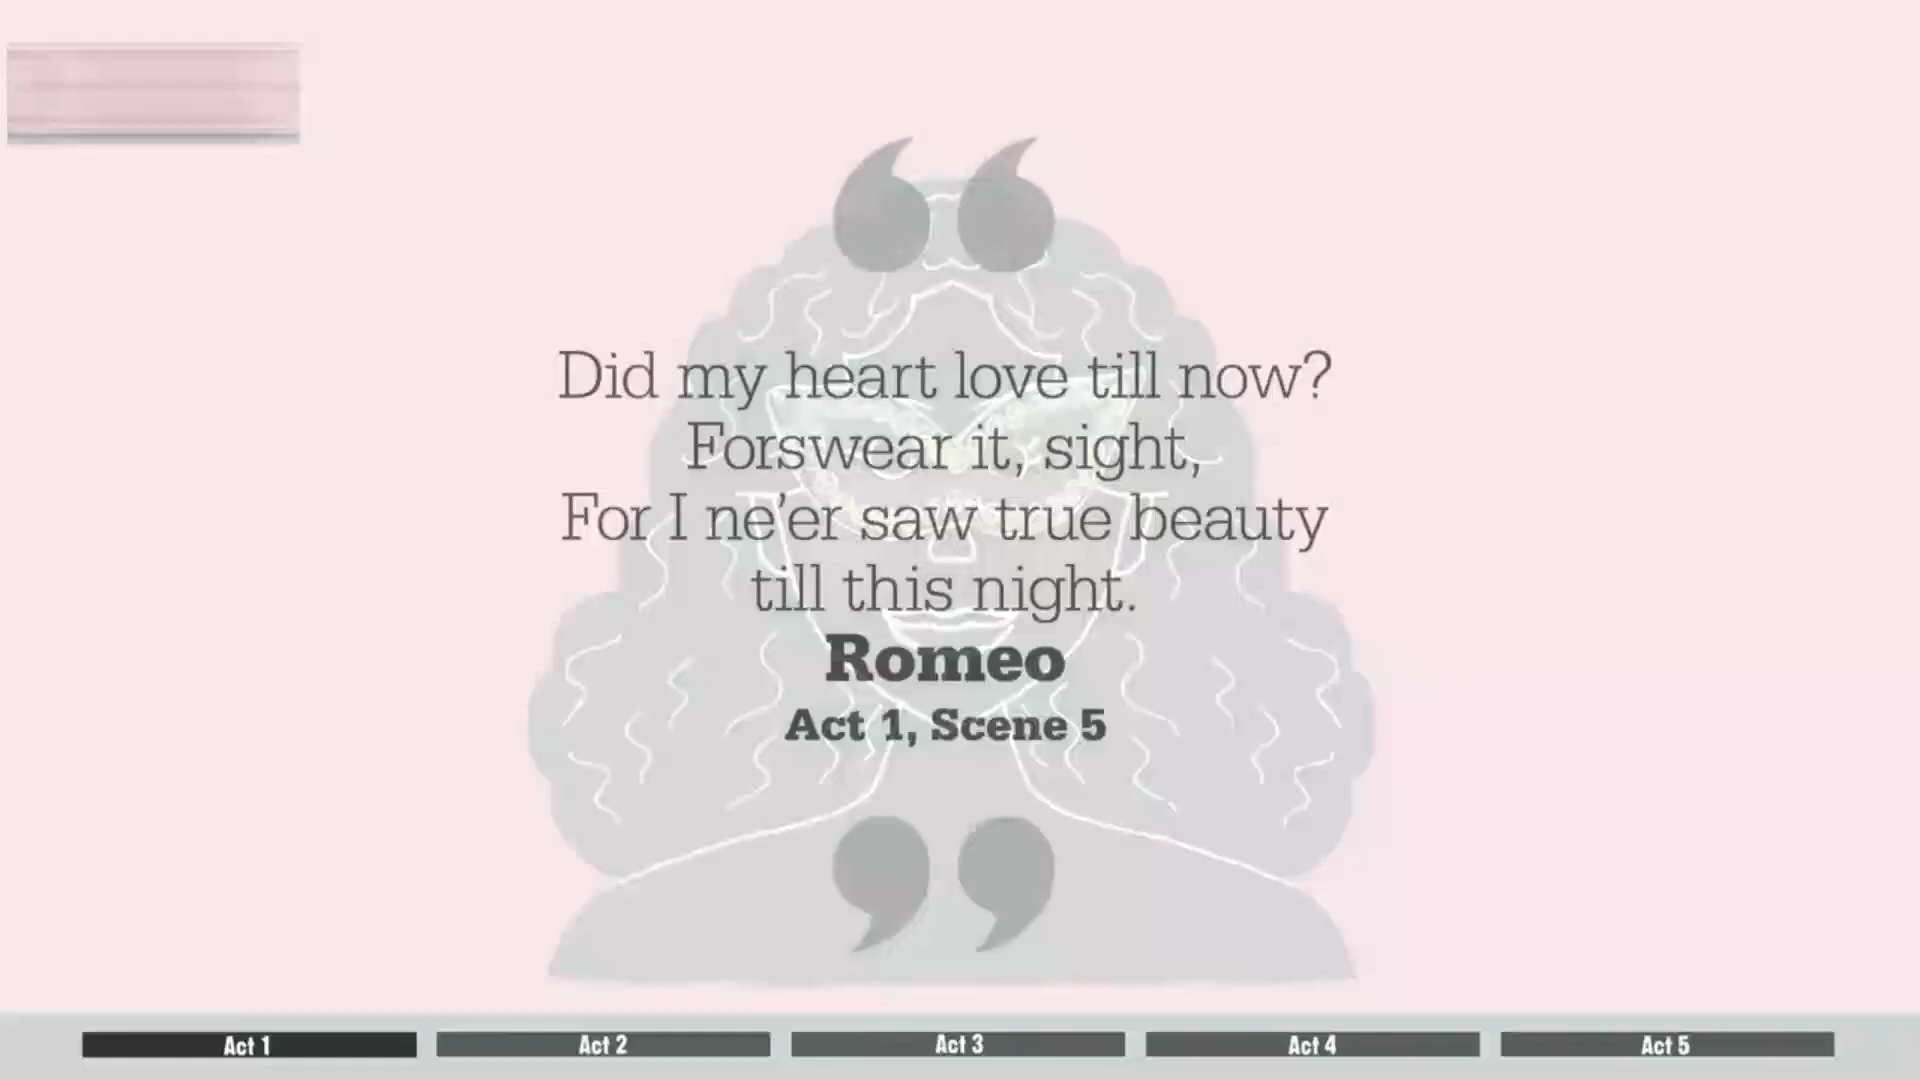 Did my heart love till now?
Forswear it, sight,
For I ne’er saw true beauty
till this night.
Romeo
Act 1, Scene 5
Act 1
Act 2
Act 3
Act 4
Act 5